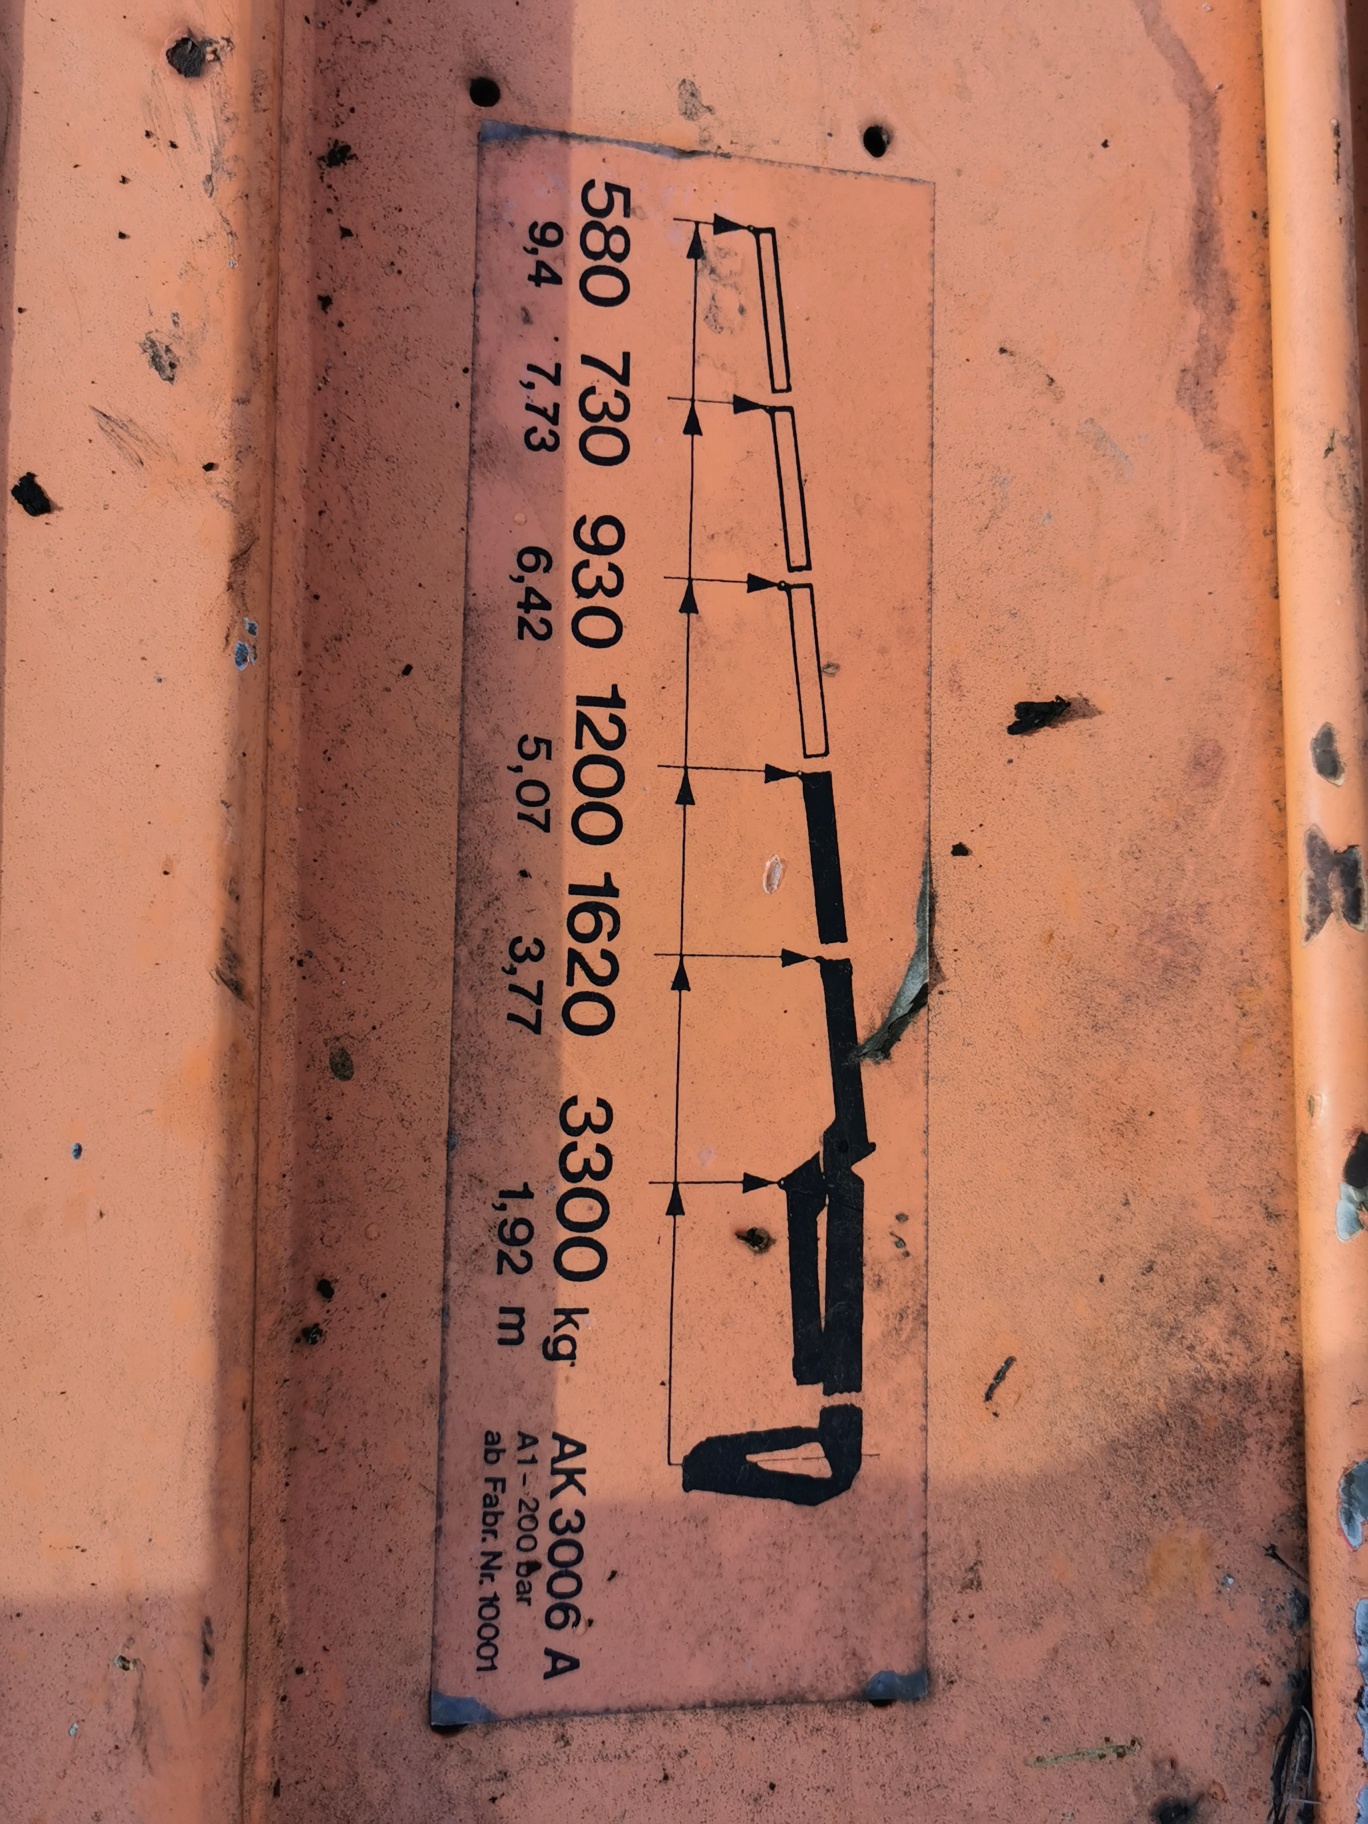 580 730 930 1200 1620 3300 kg
9,4 7,73 6,42 5,07 3,77 1,92 m
AK 3006 A
A1 - 200 bar
ab Fabr. Nr. 10001